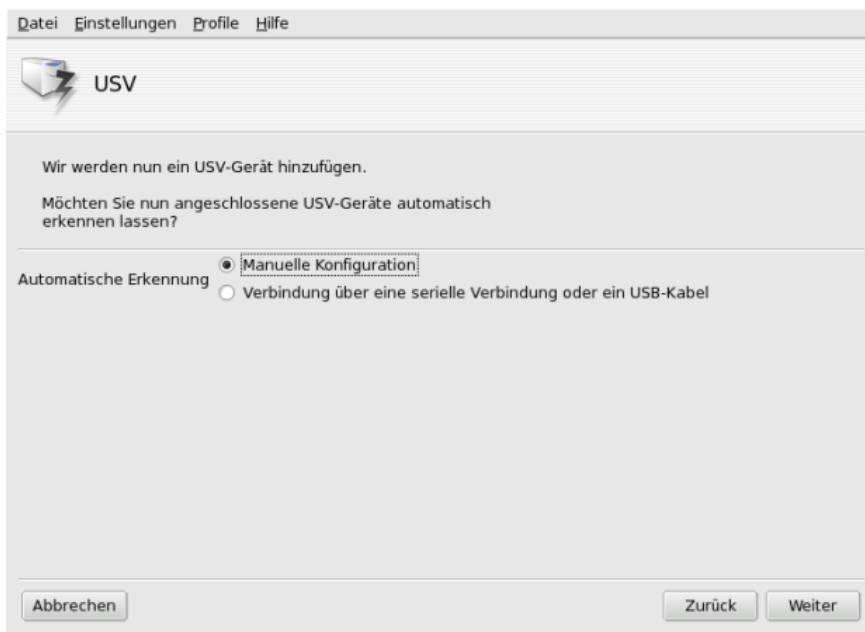 Datei Einstellungen Profile Hilfe
USV
Wir werden nun ein USV-Gerät hinzufügen.
Möchten Sie nun angeschlossene USV-Geräte automatisch
erkennen lassen?
Automatische Erkennung
Manuelle Konfiguration
Verbindung über eine serielle Verbindung oder ein USB-Kabel
Abbrechen
Zurück
Weiter